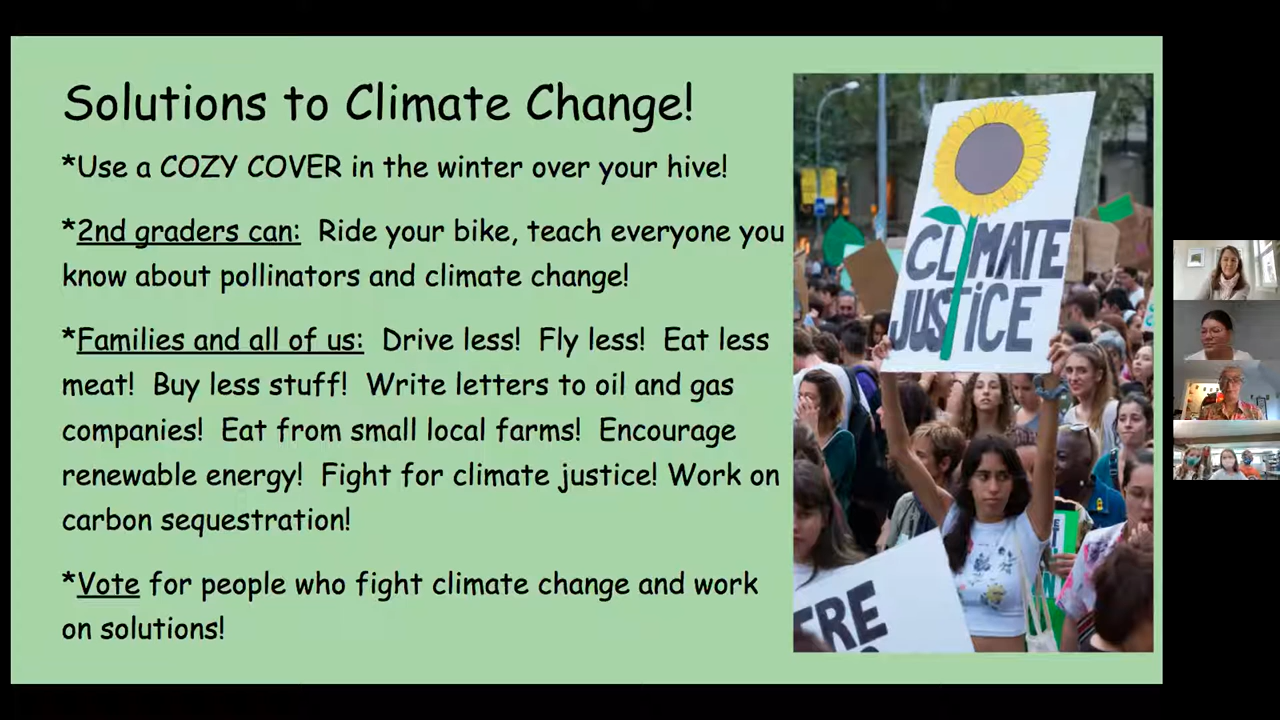 Solutions to Climate Change!
*Use a COZY COVER in the winter over your hive!
*2nd graders can: Ride your bike, teach everyone you
know about pollinators and climate change!
*Families and all of us: Drive less! Fly less! Eat less
meat! Buy less stuff! Write letters to oil and gas
companies! Eat from small local farms! Encourage
renewable energy! Fight for climate justice! Work on
carbon sequestration!
*Vote for people who fight climate change and work
on solutions!
CLIMATE
JUSTICE